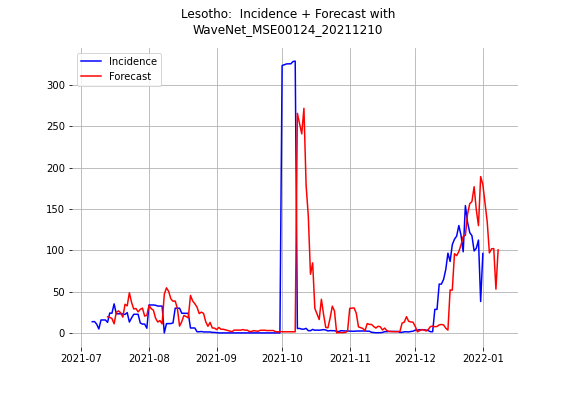 Lesotho:  Incidence + Forecast with
WaveNet_MSE00124_20211210
Incidence
Forecast
300
250
200
150
100
50
0
2021-07 2021-08 2021-09 2021-10 2021-11 2021-12 2022-01